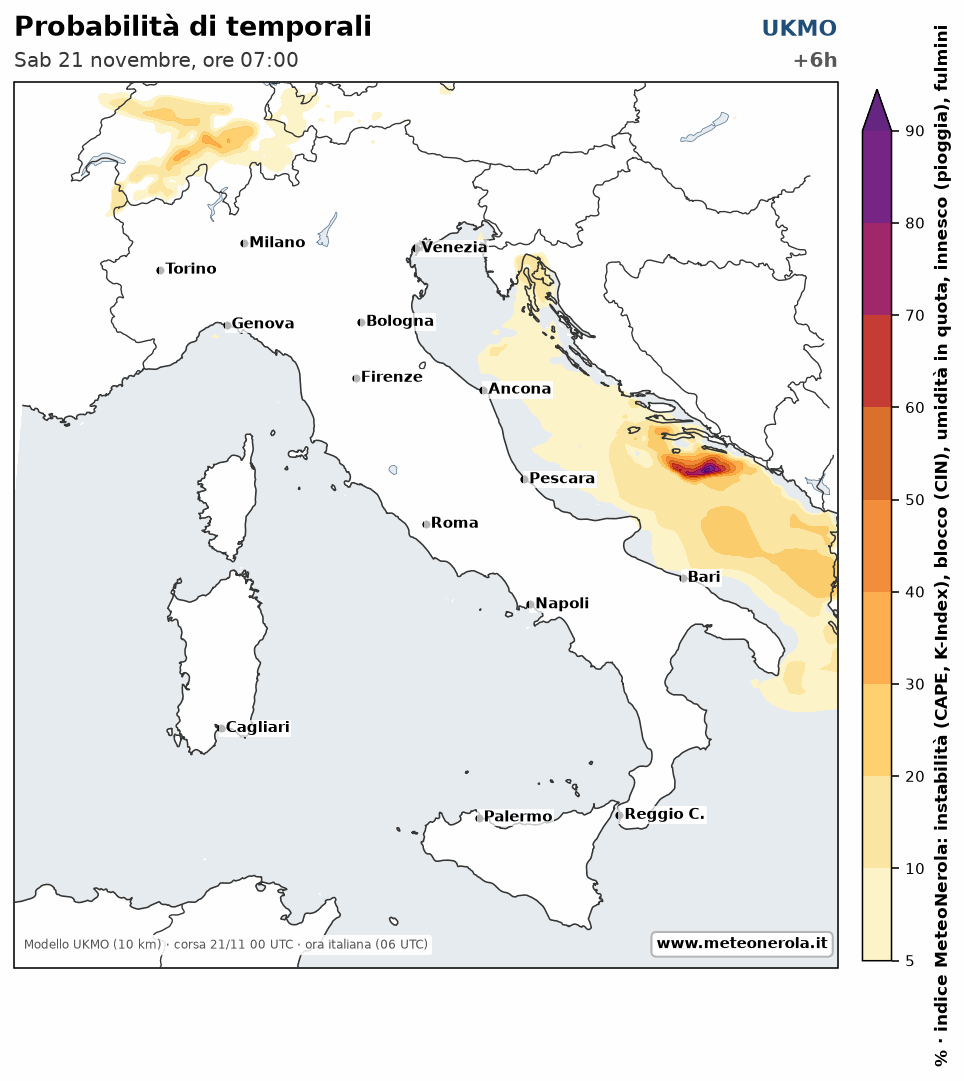 Probabilità di temporali
UKMO
Sab 21 novembre, ore 07:00
+6h
Milano
Venezia
Torino
Genova
Bologna
Firenze
Ancona
Pescara
Roma
Bari
Napoli
Cagliari
Palermo
Reggio C.
Modello UKMO (10 km) · corsa 21/11 00 UTC · ora italiana (06 UTC)
www.meteonerola.it
90
80
70
60
50
40
30
20
10
5
% · indice MeteoNerola: instabilità (CAPE, K-Index), blocco (CIN), umidità in quota, innesco (pioggia), fulmini